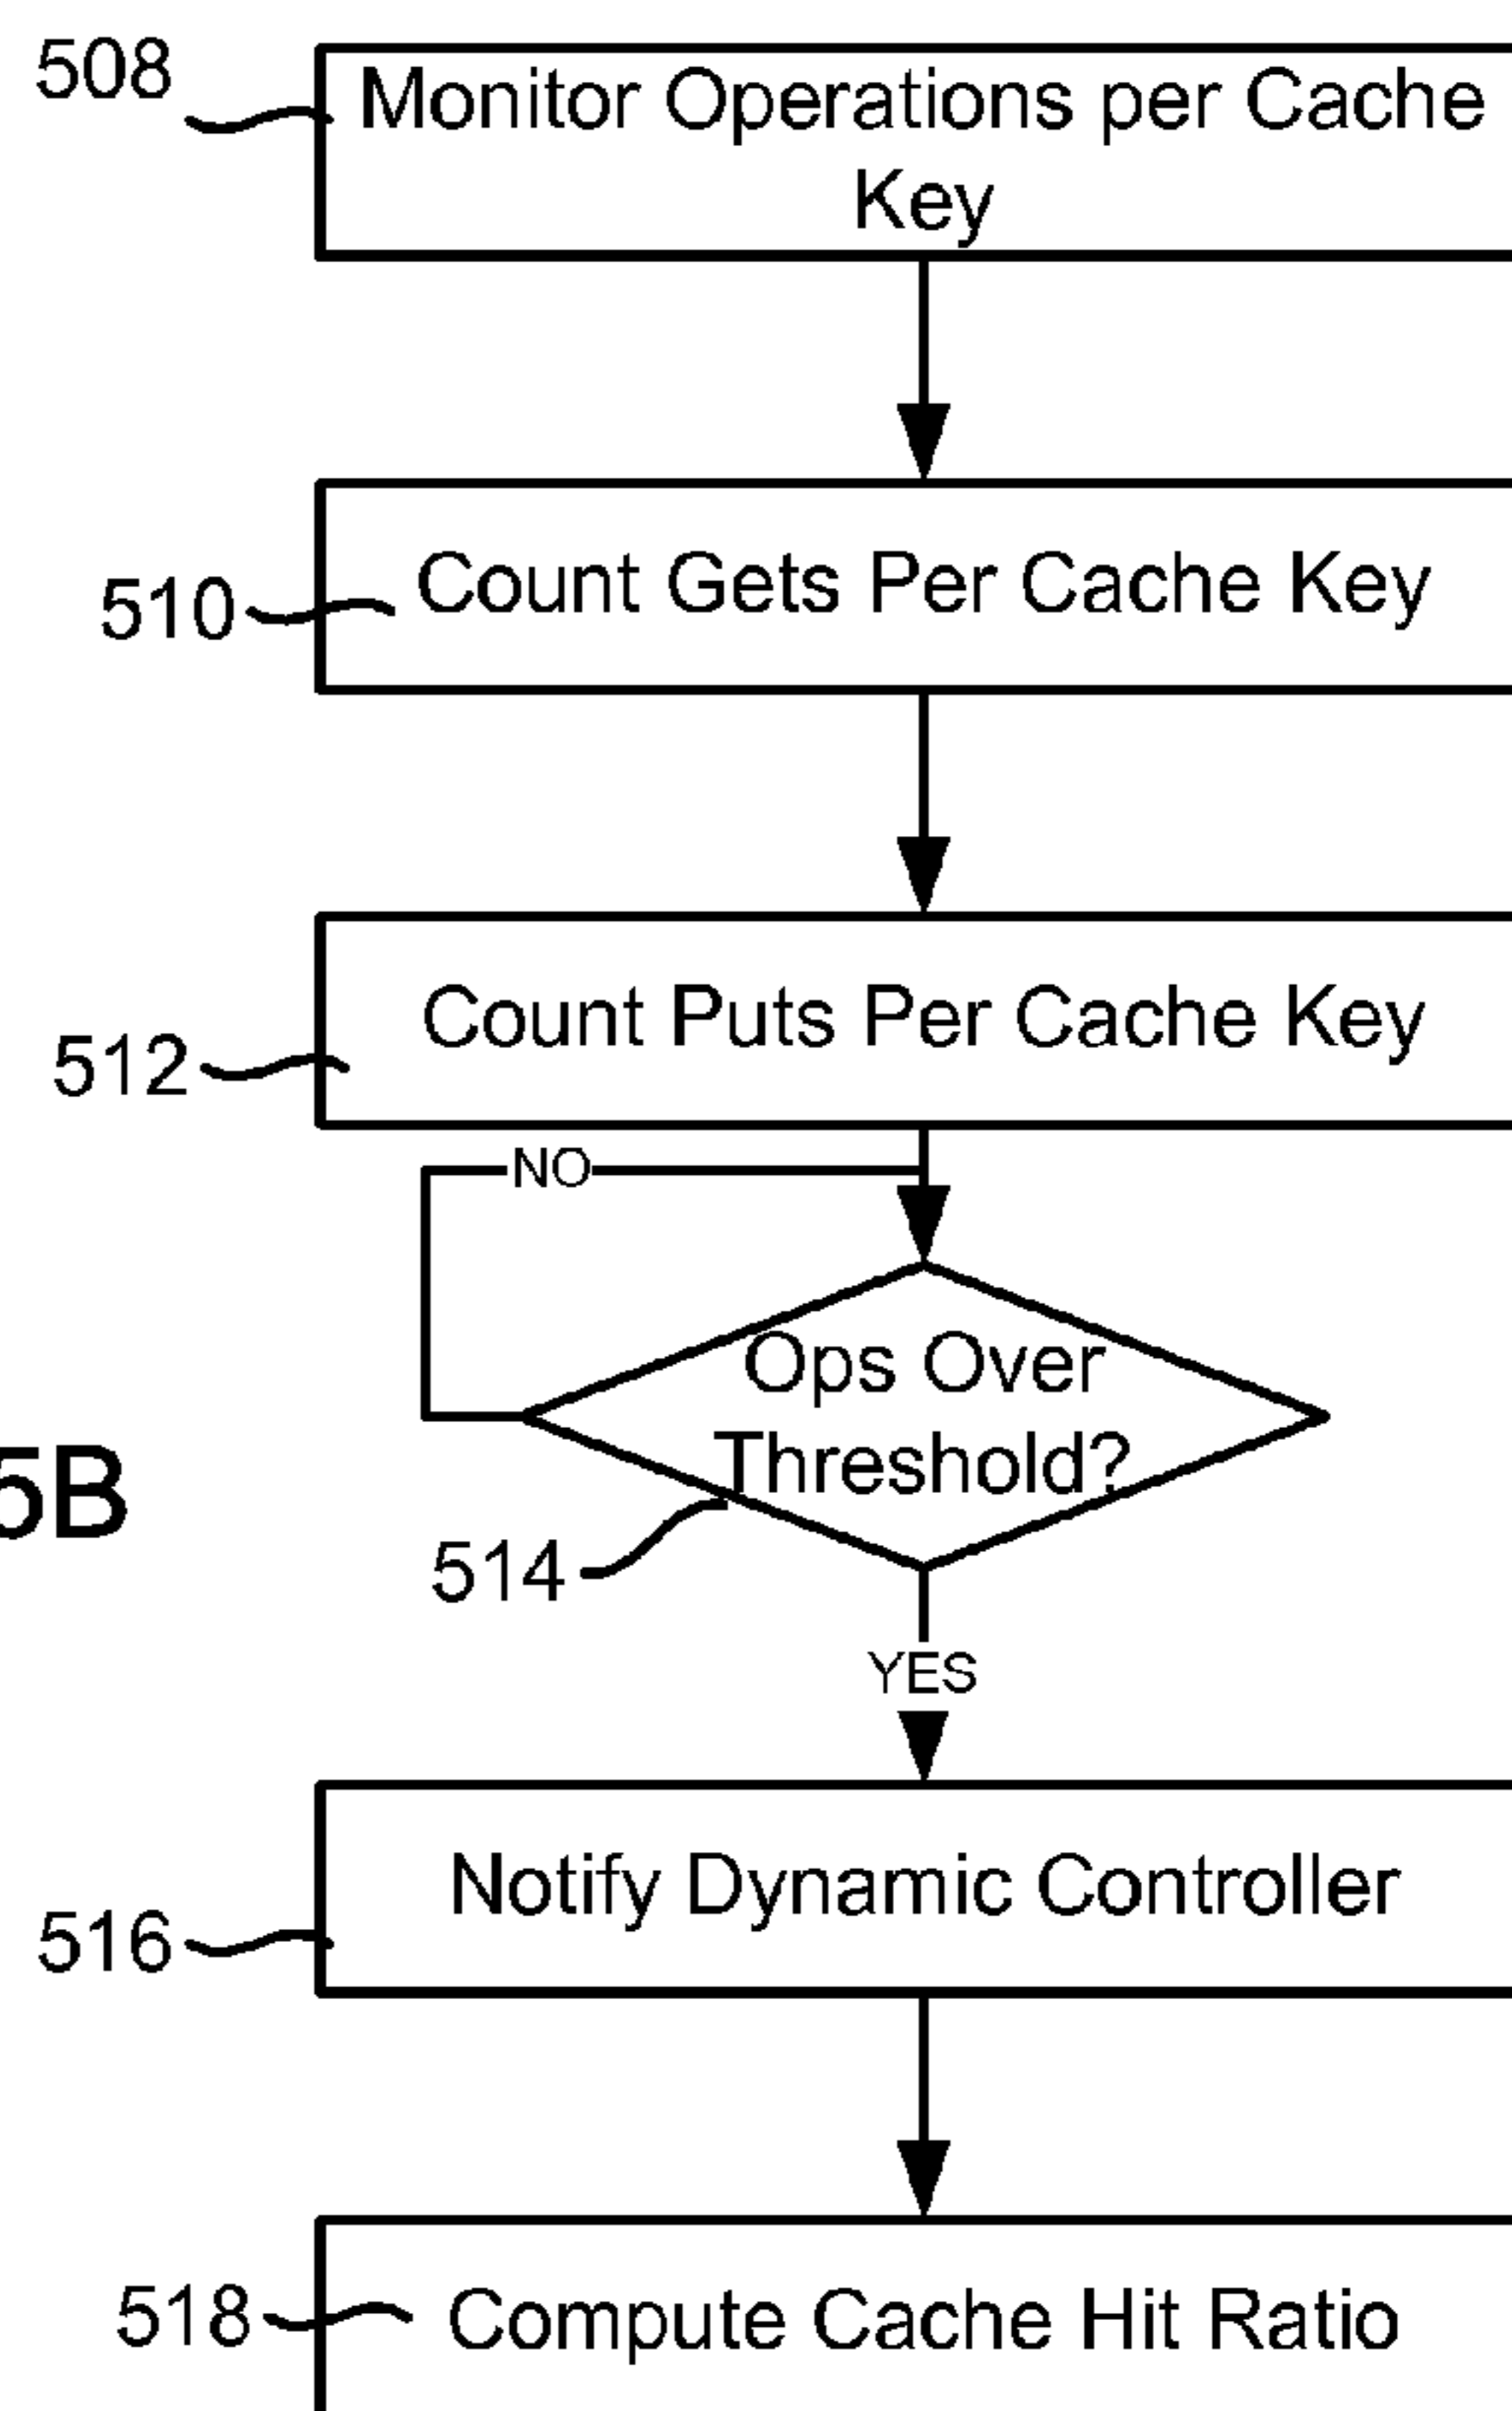 508
Monitor Operations per Cache
Key
510
Count Gets Per Cache Key
512
Count Puts Per Cache Key
NO
Ops Over
Threshold?
5B
514
YES
516
Notify Dynamic Controller
518
Compute Cache Hit Ratio